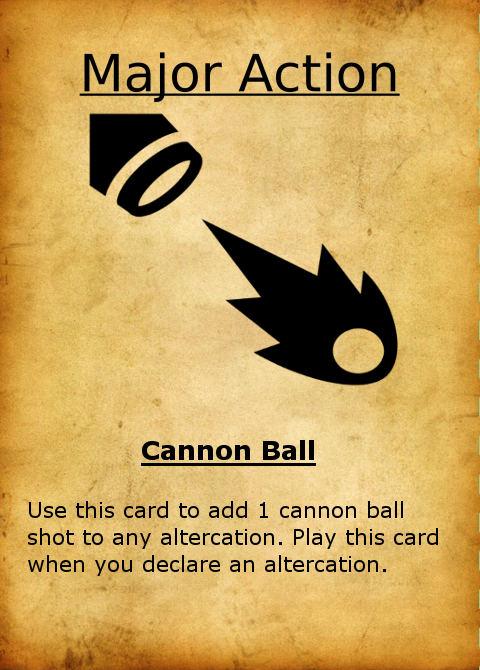 Major Action
Cannon Ball
Use this card to add 1 cannon ball
shot to any altercation. Play this card
when you declare an altercation.